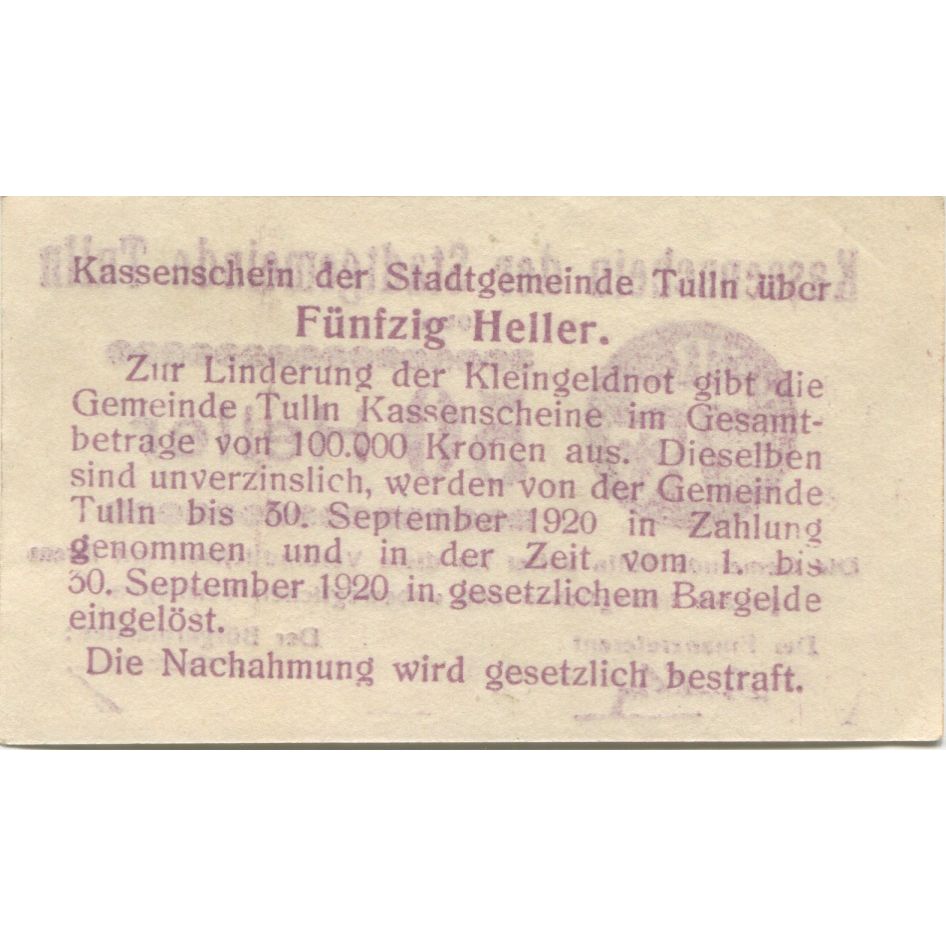 Kassenschein der Stadtgemeinde Tulln über
Fünfzig Heller.
Zur Linderung der Kleingeldnot gibt die
Gemeinde Tulln Kassenscheine im Gesamt-
betrage von 100.000 Kronen aus. Dieselben
sind unverzinslich, werden von der Gemeinde
Tulln bis 30. September 1920 in Zahlung
genommen und in der Zeit vom 1. bis
30. September 1920 in gesetzlichem Bargelde
eingelöst.
Die Nachahmung wird gesetzlich bestraft.